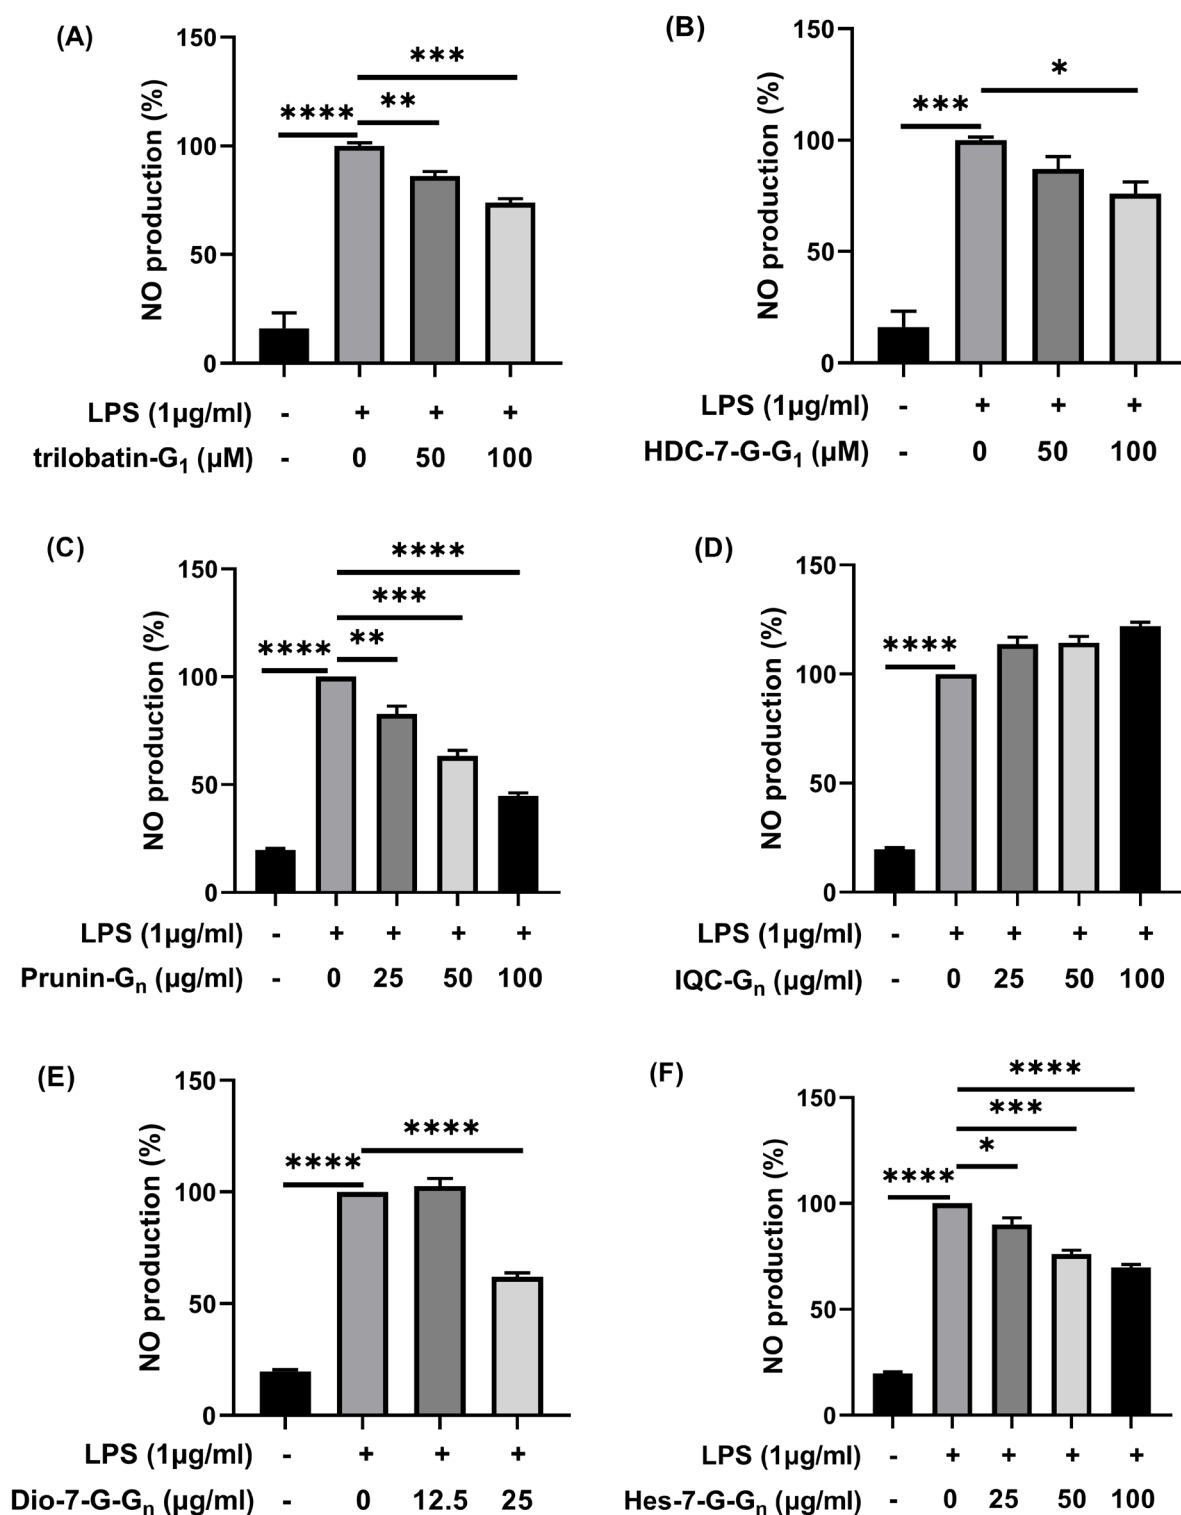 (A)
NO production (%)
150
100
50
0
****
**
***
LPS (1μg/ml) - + + +
trilobatin-G1 (μM) - 0 50 100
(B)
NO production (%)
150
100
50
0
***
*
LPS (1μg/ml) - + + +
HDC-7-G-G1 (μM) - 0 50 100
(C)
NO production (%)
150
100
50
0
****
***
**
****
LPS (1μg/ml) - + + + +
Prunin-Gn (μg/ml) - 0 25 50 100
(D)
NO production (%)
150
100
50
0
****
LPS (1μg/ml) - + + + +
IQC-Gn (μg/ml) - 0 25 50 100
(E)
NO production (%)
150
100
50
0
****
****
LPS (1μg/ml) - + + +
Dio-7-G-Gn (μg/ml) - 0 12.5 25
(F)
NO production (%)
150
100
50
0
****
***
*
****
LPS (1μg/ml) - + + + +
Hes-7-G-Gn (μg/ml) - 0 25 50 100